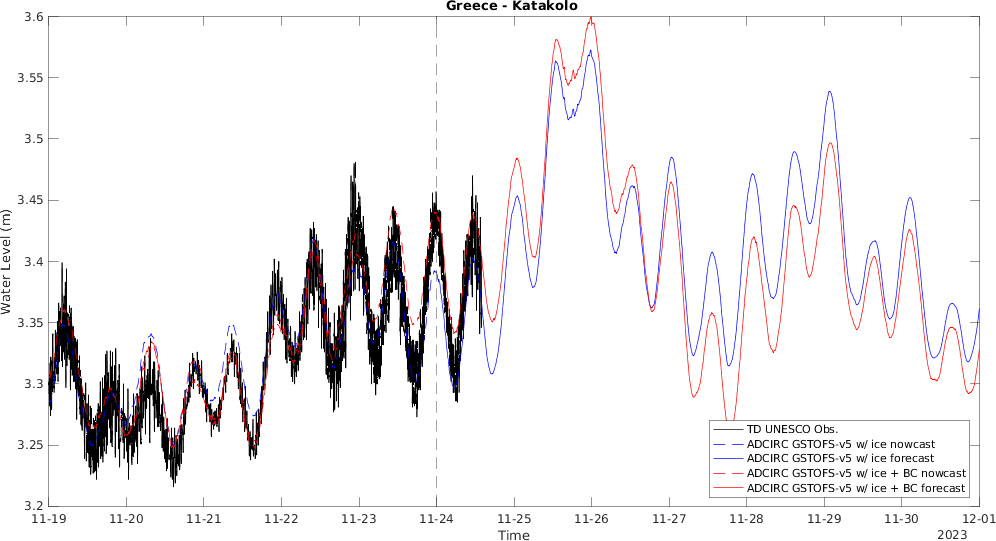 Greece - Katakolo
Water Level (m)
3.6
3.55
3.5
3.45
3.4
3.35
3.3
3.25
3.2
11-19 11-20 11-21 11-22 11-23 11-24 11-25 11-26 11-27 11-28 11-29 11-30 12-01
Time
2023
TD UNESCO Obs.
ADCIRC GSTOFS-v5 w/ ice nowcast
ADCIRC GSTOFS-v5 w/ ice forecast
ADCIRC GSTOFS-v5 w/ ice + BC nowcast
ADCIRC GSTOFS-v5 w/ ice + BC forecast